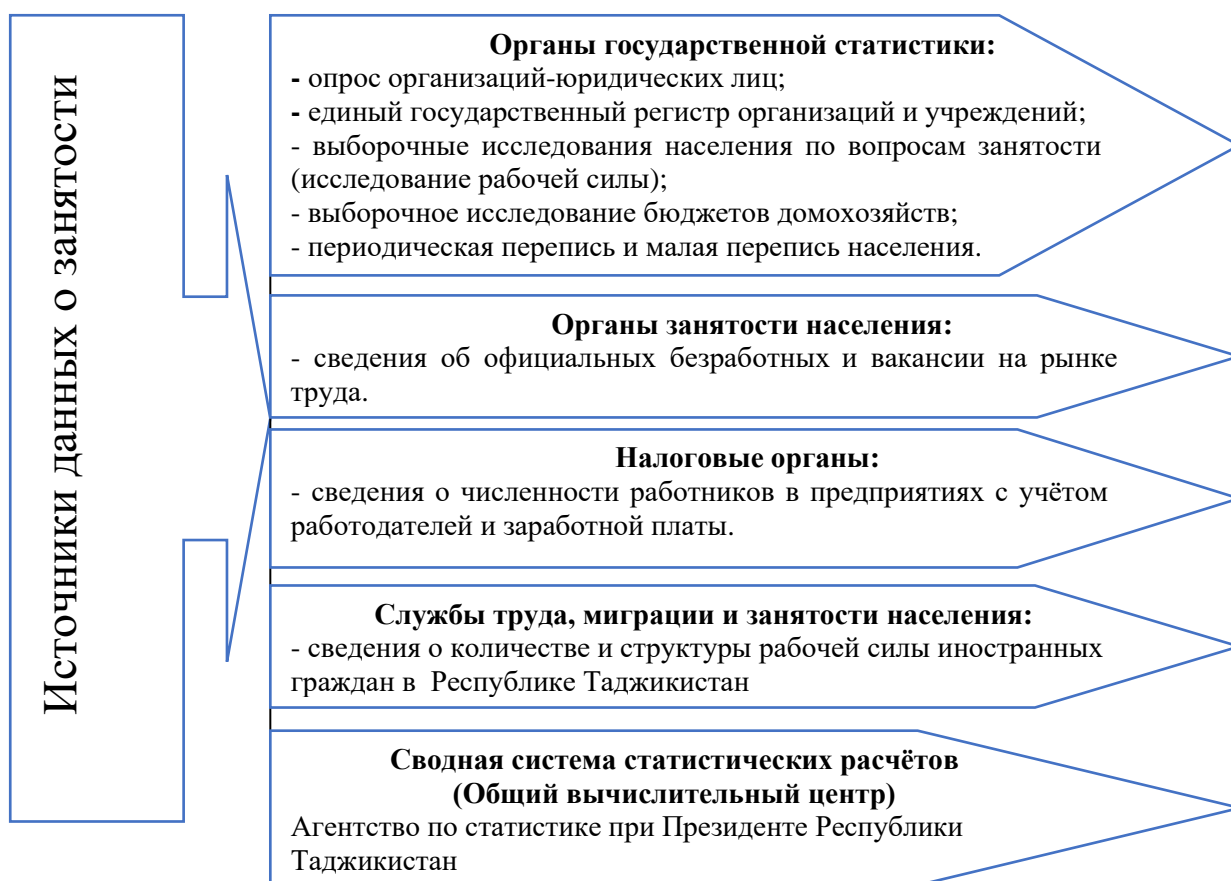 Источники данных о занятости
Органы государственной статистики:
- опрос организаций-юридических лиц;
- единый государственный регистр организаций и учреждений;
- выборочные исследования населения по вопросам занятости
(исследование рабочей силы);
- выборочное исследование бюджетов домохозяйств;
- периодическая перепись и малая перепись населения.
Органы занятости населения:
- сведения об официальных безработных и вакансии на рынке
труда.
Налоговые органы:
- сведения о численности работников в предприятиях с учётом
работодателей и заработной платы.
Службы труда, миграции и занятости населения:
- сведения о количестве и структуры рабочей силы иностранных
граждан в Республике Таджикистан
Сводная система статистических расчётов
(Общий вычислительный центр)
Агентство по статистике при Президенте Республики
Таджикистан